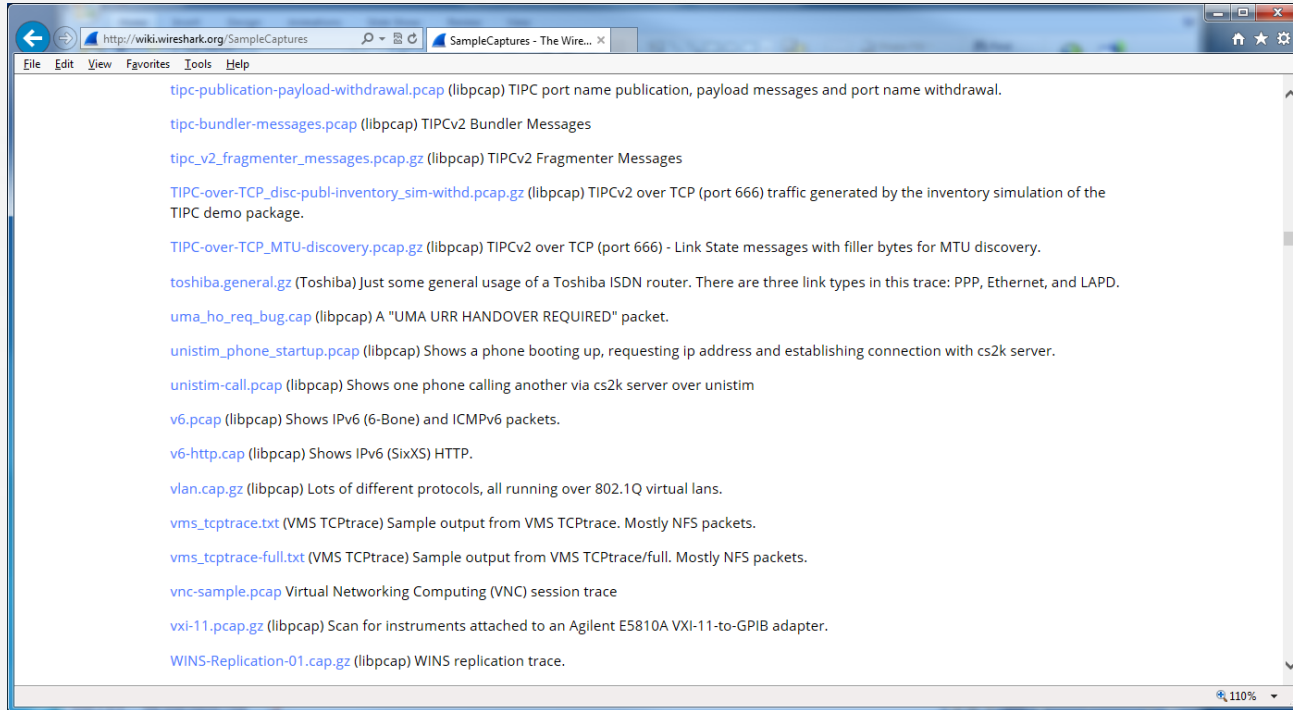 http://wiki.wireshark.org/SampleCaptures
SampleCaptures - The Wire...
File Edit View Favorites Tools Help
tipc-publication-payload-withdrawal.pcap (libpcap) TIPC port name publication, payload messages and port name withdrawal.
tipc-bundler-messages.pcap (libpcap) TIPCv2 Bundler Messages
tipc_v2_fragmenter_messages.pcap.gz (libpcap) TIPCv2 Fragmenter Messages
TIPC-over-TCP_disc-publ-inventory_sim-withd.pcap.gz (libpcap) TIPCv2 over TCP (port 666) traffic generated by the inventory simulation of the
TIPC demo package.
TIPC-over-TCP_MTU-discovery.pcap.gz (libpcap) TIPCv2 over TCP (port 666) - Link State messages with filler bytes for MTU discovery.
toshiba.general.gz (Toshiba) Just some general usage of a Toshiba ISDN router. There are three link types in this trace: PPP, Ethernet, and LAPD.
uma_ho_req_bug.cap (libpcap) A "UMA URR HANDOVER REQUIRED" packet.
unistim_phone_startup.pcap (libpcap) Shows a phone booting up, requesting ip address and establishing connection with cs2k server.
unistim-call.pcap (libpcap) Shows one phone calling another via cs2k server over unistim
v6.pcap (libpcap) Shows IPv6 (6-Bone) and ICMPv6 packets.
v6-http.cap (libpcap) Shows IPv6 (SixXS) HTTP.
vlan.cap.gz (libpcap) Lots of different protocols, all running over 802.1Q virtual lans.
vms_tcptrace.txt (VMS TCPtrace) Sample output from VMS TCPtrace. Mostly NFS packets.
vms_tcptrace-full.txt (VMS TCPtrace) Sample output from VMS TCPtrace/full. Mostly NFS packets.
vnc-sample.pcap Virtual Networking Computing (VNC) session trace
vxi-11.pcap.gz (libpcap) Scan for instruments attached to an Agilent E5810A VXI-11-to-GPIB adapter.
WINS-Replication-01.cap.gz (libpcap) WINS replication trace.
110%